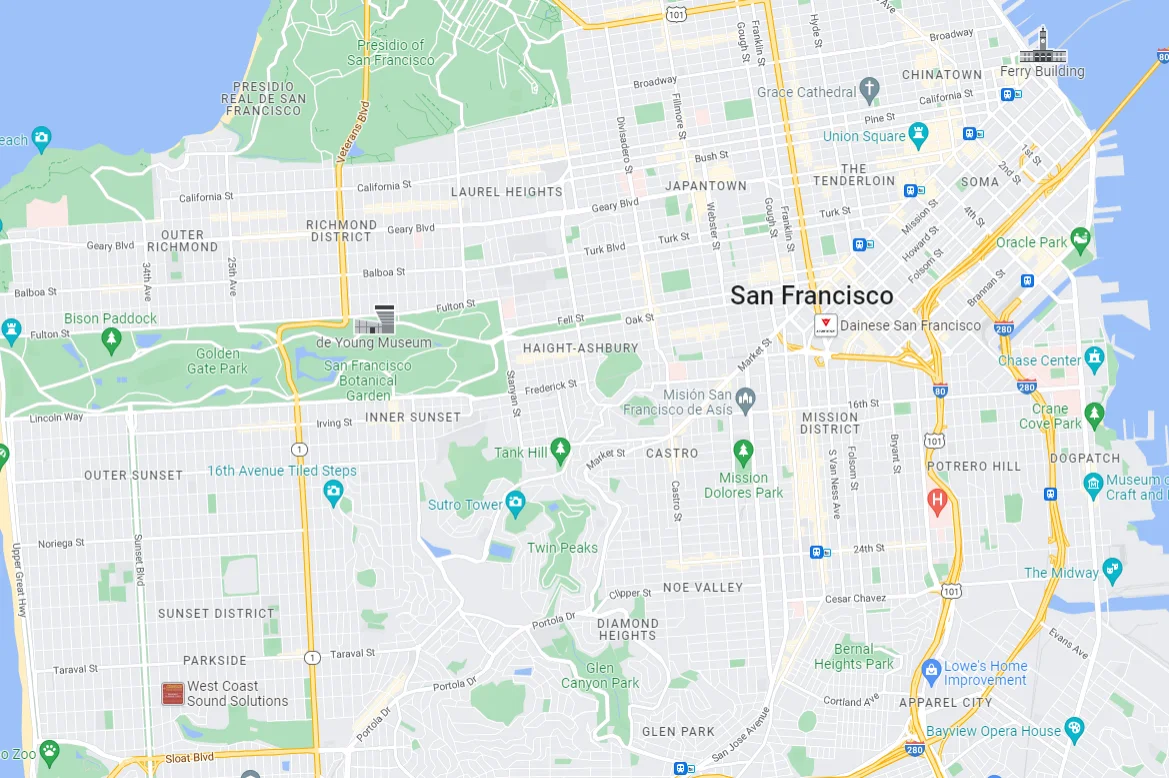 101
Hyde St
Ave
Franklin St
Gough St
Broadway
Presidio of
San Francisco
CHINATOWN
Ferry Building
80
PRESIDIO
REAL DE SAN
FRANCISCO
Broadway
Grace Cathedral
California St
Fillmore St
Pine St
Veterans Blvd
Divisadero St
Union Square
each
Bush St
1st St
2nd St
THE
TENDERLOIN
SOMA
California St
LAUREL HEIGHTS
JAPANTOWN
Geary Blvd
Webster St
Gough St
Franklin St
Turk St
Mission St
4th St
RICHMOND
DISTRICT
Geary Blvd
OUTER
RICHMOND
Geary Blvd
Turk Blvd
Turk St
Howard St
Folsom St
Oracle Park
34th Ave
25th Ave
Balboa St
Balboa St
Brannan St
San Francisco
Fulton St
Bison Paddock
Fell St
Oak St
Dainese San Francisco
280
Fulton St
de Young Museum
HAIGHT-ASHBURY
Market St
Golden
Gate Park
San Francisco
Botanical
Garden
Chase Center
280
80
Stanyan St
Frederick St
Misión San
Francisco de Asís
16th St
Crane
Cove Park
Lincoln Way
Irving St
INNER SUNSET
MISSION
DISTRICT
101
1
Tank Hill
Market St
CASTRO
S Van Ness Ave
Folsom St
Bryant St
DOGPATCH
POTRERO HILL
OUTER SUNSET
16th Avenue Tiled Steps
Mission
Dolores Park
Museum o
Craft and
Castro St
H
Sutro Tower
Noriega St
Sunset Blvd
Upper Great Hwy
Twin Peaks
24th St
The Midway
NOE VALLEY
Clipper St
Cesar Chavez
101
SUNSET DISTRICT
Portola Dr
DIAMOND
HEIGHTS
Evans Ave
1
Taraval St
Bernal
Heights Park
PARKSIDE
Taraval St
Glen
Canyon Park
Lowe's Home
Improvement
West Coast
Sound Solutions
Portola Dr
Cortland Ave
APPAREL CITY
Portola Dr
San Jose Avenue
GLEN PARK
Bayview Opera House
280
o Zoo
Sloat Blvd